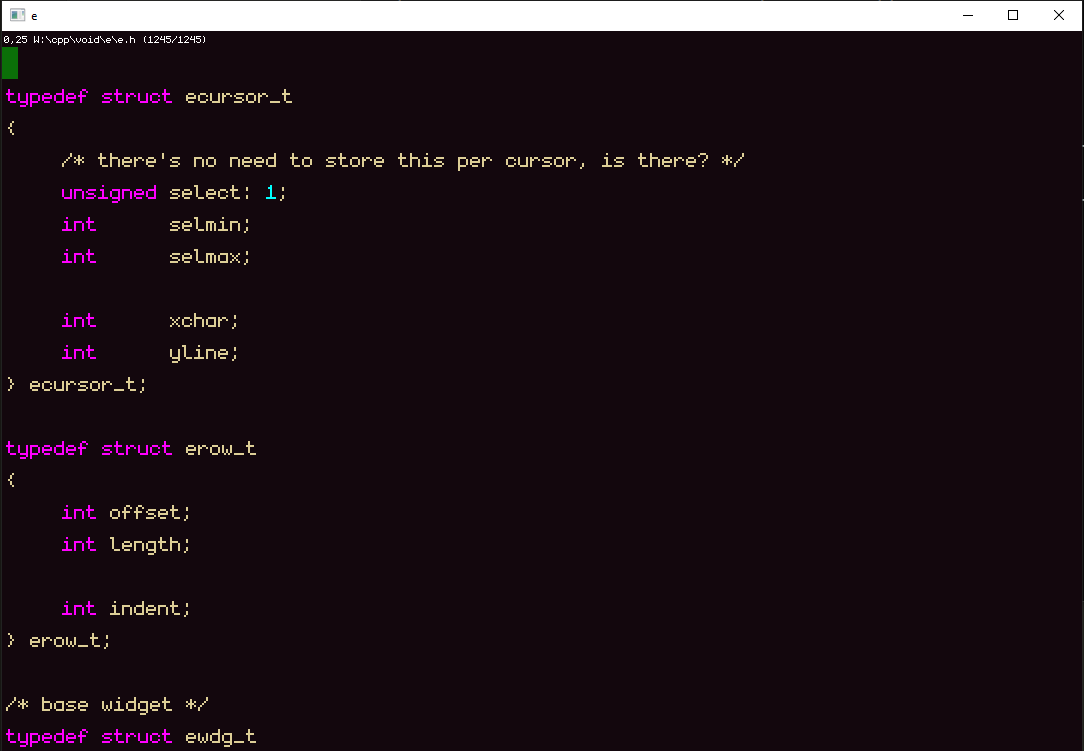 e
0,25 W:\cpp\void\e\e.h (1245/1245)
typedef struct ecursor_t
{
    /* there's no need to store this per cursor, is there? */
    unsigned select: 1;
    int      selmin;
    int      selmax;

    int      xchar;
    int      yline;
} ecursor_t;

typedef struct erow_t
{
    int offset;
    int length;

    int indent;
} erow_t;

/* base widget */
typedef struct ewdg_t